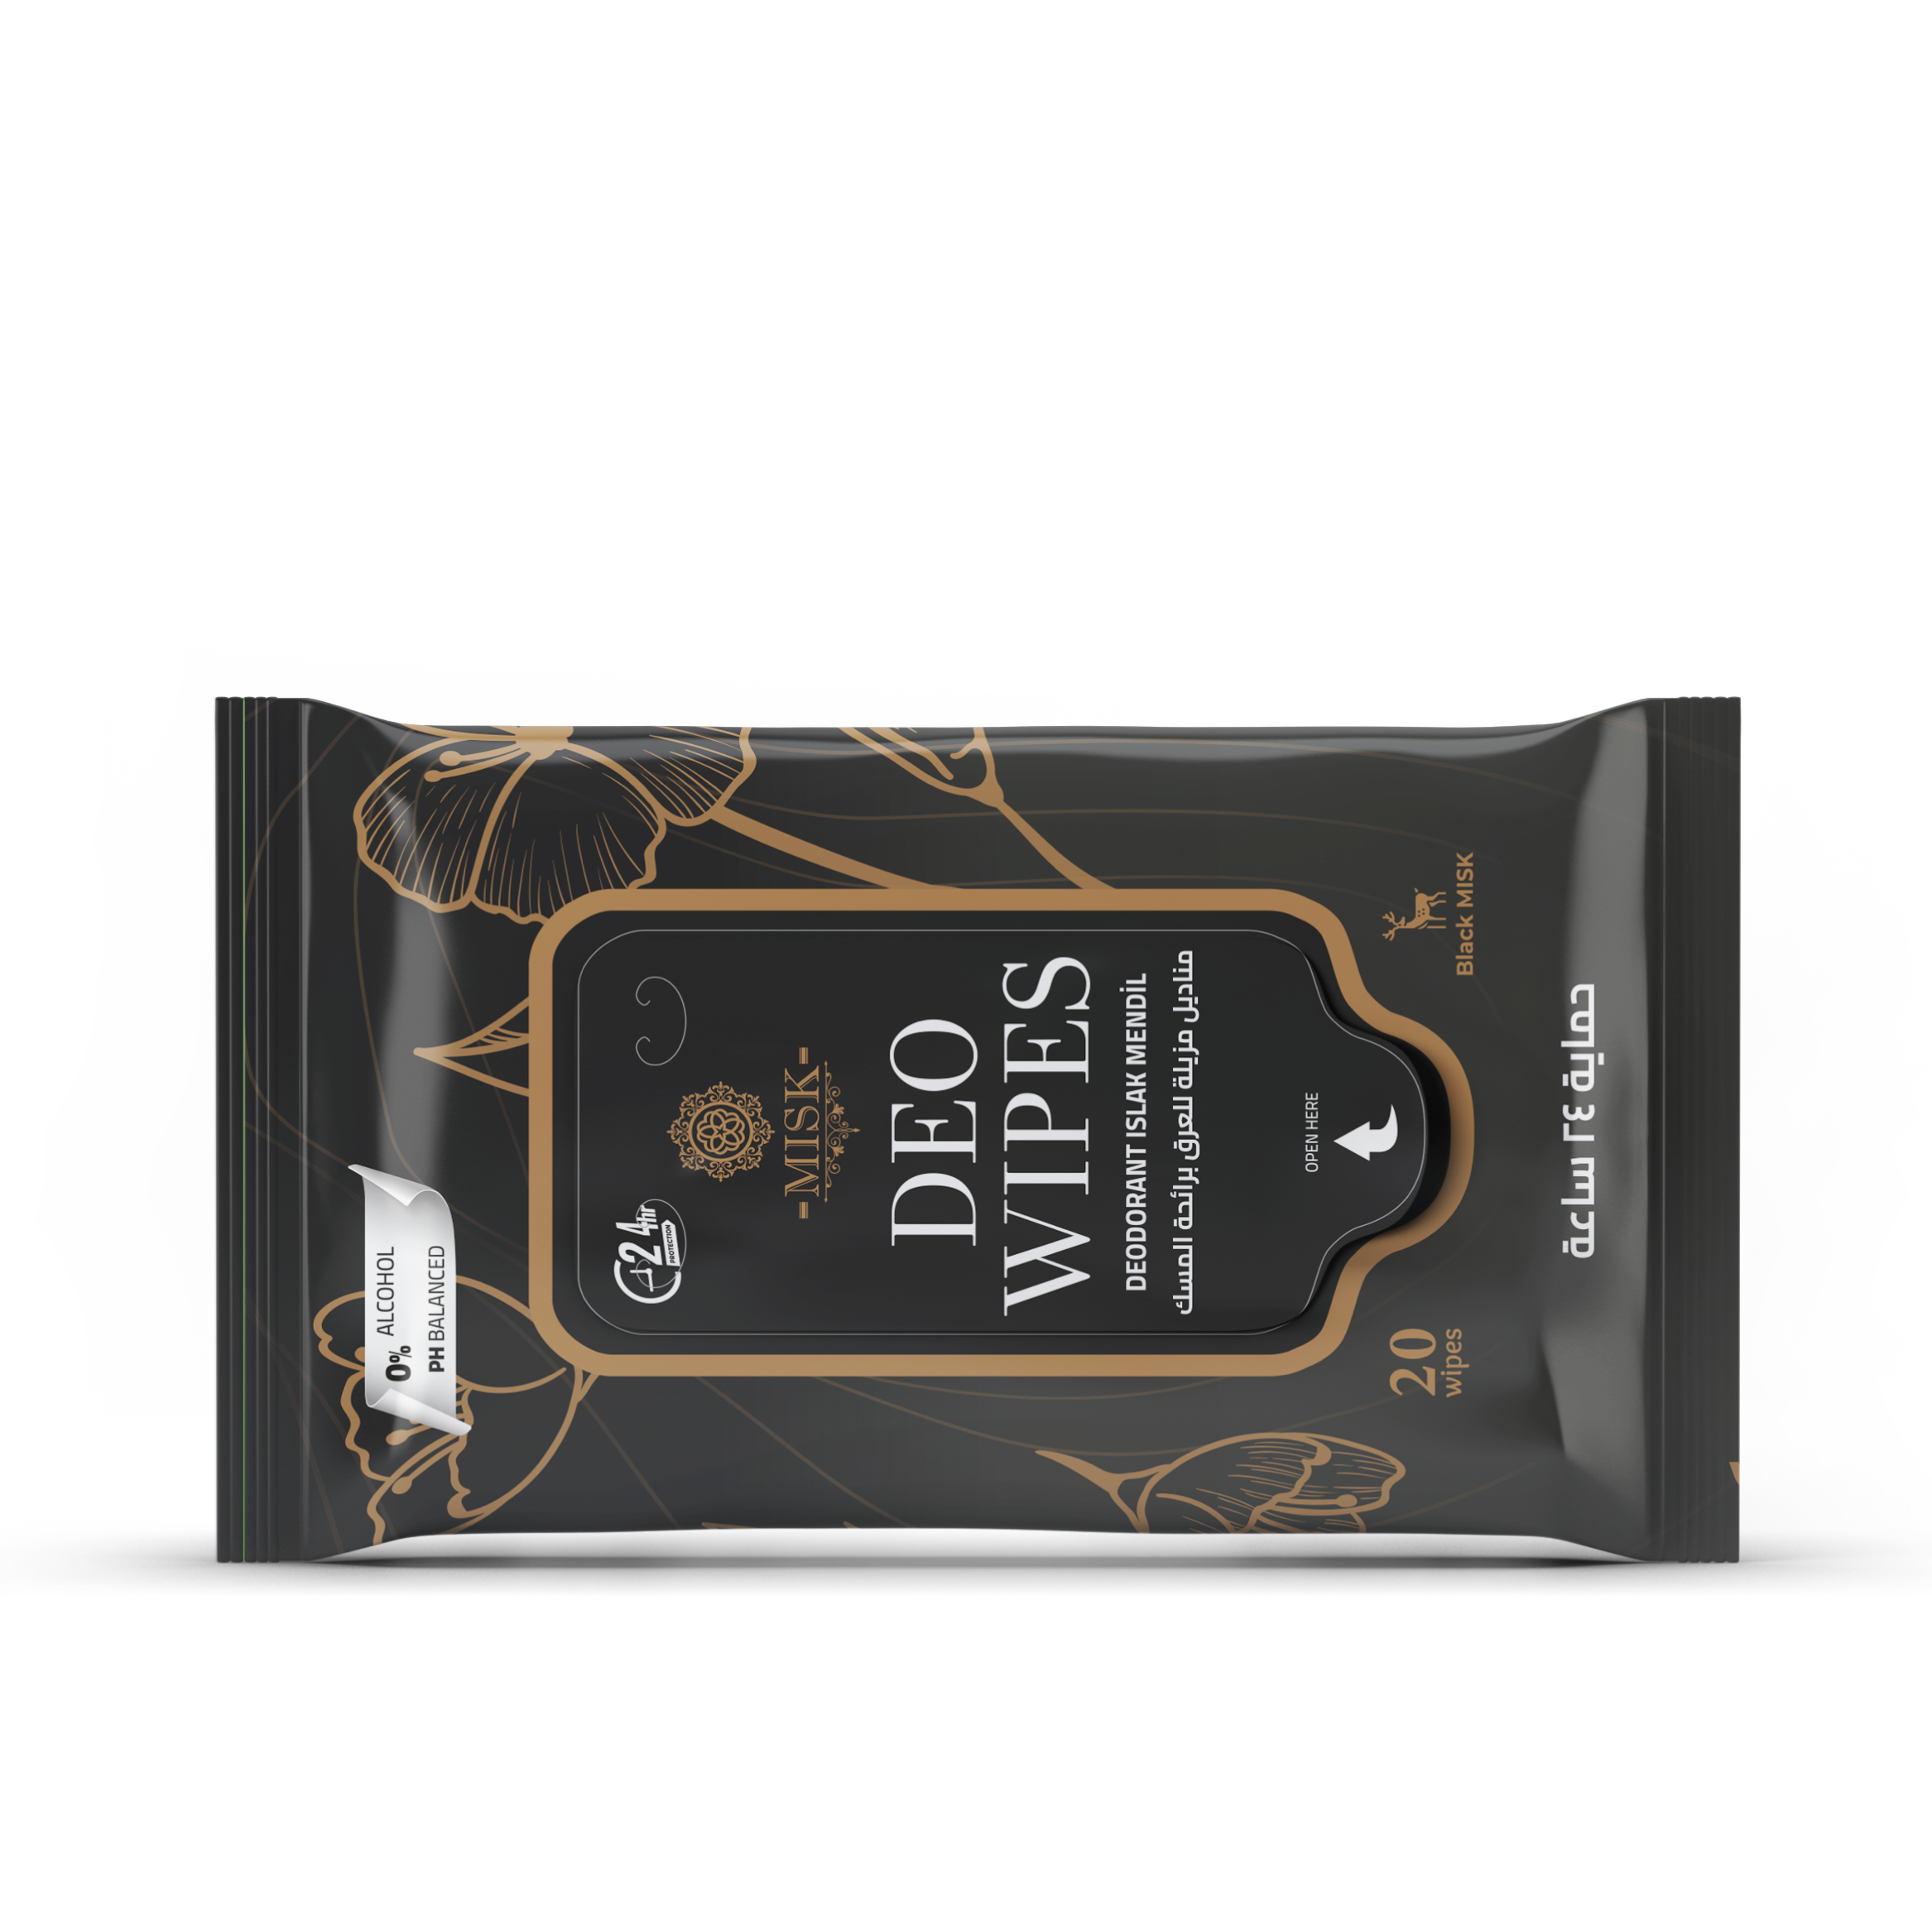 0% ALCOHOL
PH BALANCED
24hr
PROTECTION
MISK
DEO
WIPES
DEODORANT ISLAK MENDİL
مناديل مزيلة للعرق برائحة المسك
OPEN HERE
20
wipes
Black MISK
حماية ٢٤ ساعة